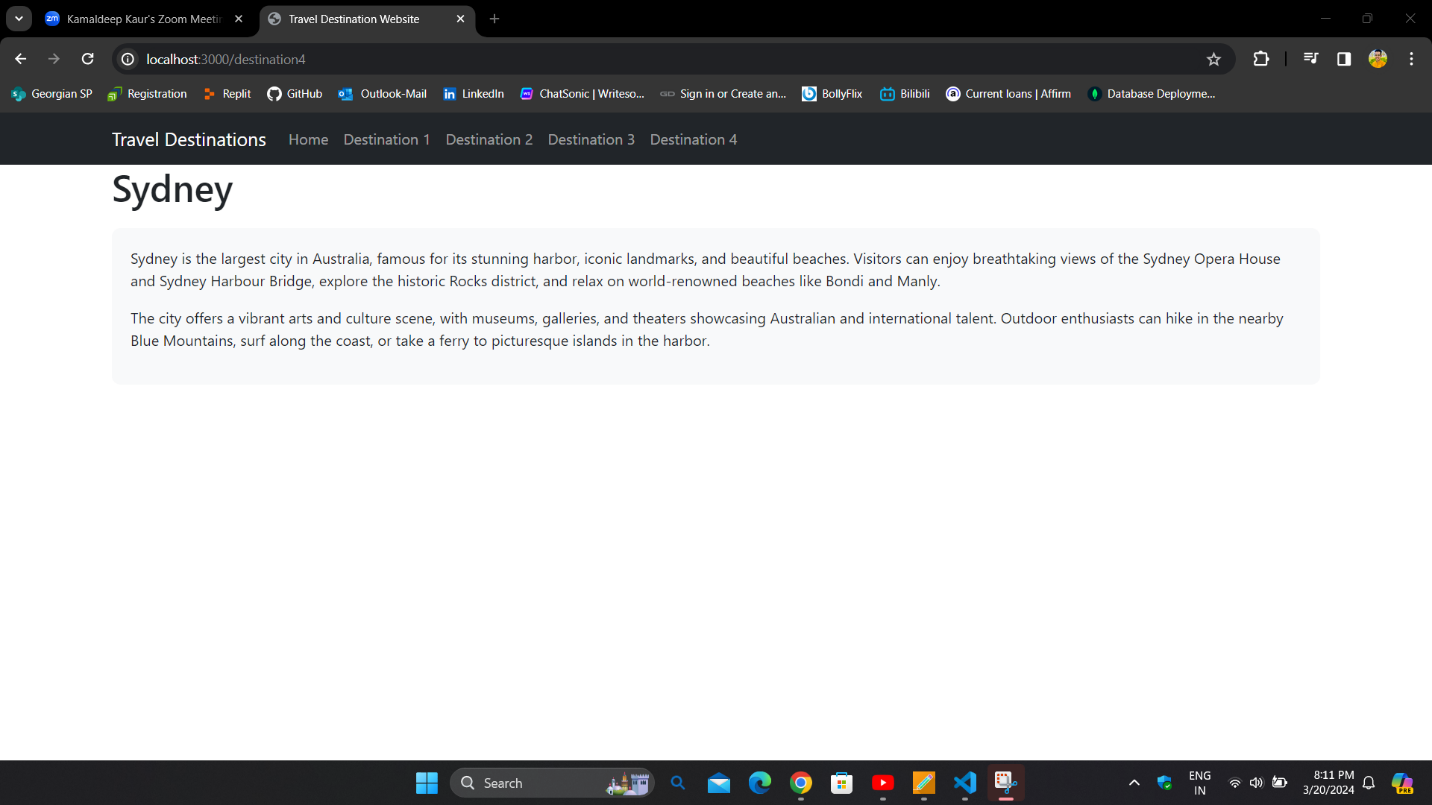 Kamaldeep Kaur's Zoom Meetin
Travel Destination Website
localhost:3000/destination4
Georgian SP
Registration
Replit
GitHub
Outlook-Mail
LinkedIn
ChatSonic | Writeso...
Sign in or Create an...
BollyFlix
Bilibili
Current loans | Affirm
Database Deployme...
Travel Destinations
Home
Destination 1
Destination 2
Destination 3
Destination 4
Sydney
Sydney is the largest city in Australia, famous for its stunning harbor, iconic landmarks, and beautiful beaches. Visitors can enjoy breathtaking views of the Sydney Opera House
and Sydney Harbour Bridge, explore the historic Rocks district, and relax on world-renowned beaches like Bondi and Manly.
The city offers a vibrant arts and culture scene, with museums, galleries, and theaters showcasing Australian and international talent. Outdoor enthusiasts can hike in the nearby
Blue Mountains, surf along the coast, or take a ferry to picturesque islands in the harbor.
Search
ENG
IN
8:11 PM
3/20/2024
PRE